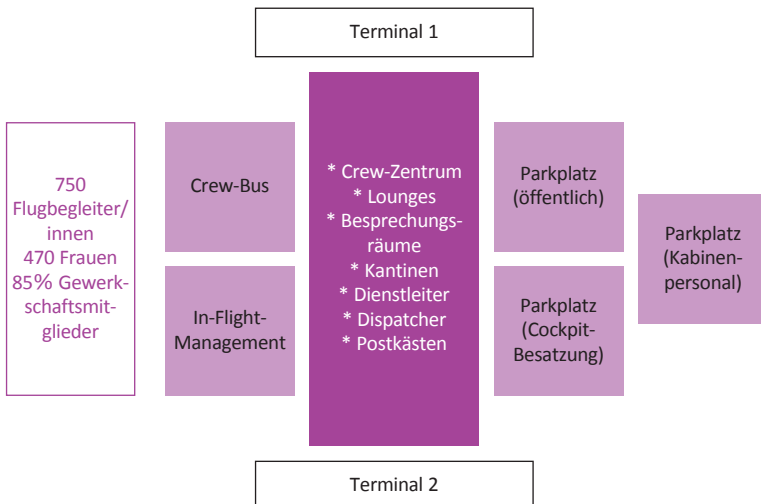 Terminal 1
750
Flugbegleiter/
innen
470 Frauen
85% Gewerk-
schaftsmit-
glieder
Crew-Bus
In-Flight-
Management
* Crew-Zentrum
* Lounges
* Besprechungs-
räume
* Kantinen
* Dienstleiter
* Dispatcher
* Postkästen
Parkplatz
(öffentlich)
Parkplatz
(Cockpit-
Besatzung)
Parkplatz
(Kabinen-
personal)
Terminal 2